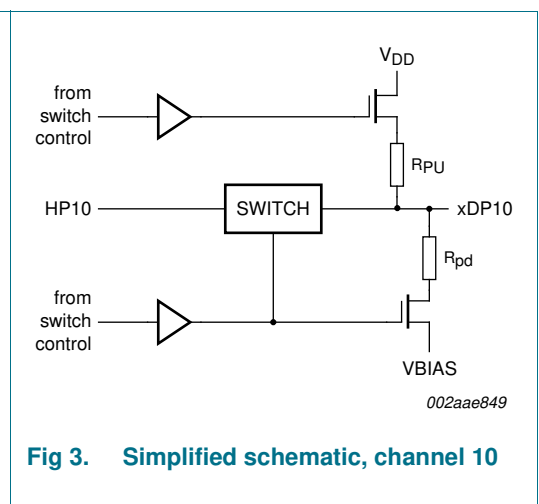 VDD
from
switch
control
RPU
HP10
SWITCH
xDP10
Rpd
from
switch
control
VBIAS
002aae849
Fig 3. Simplified schematic, channel 10